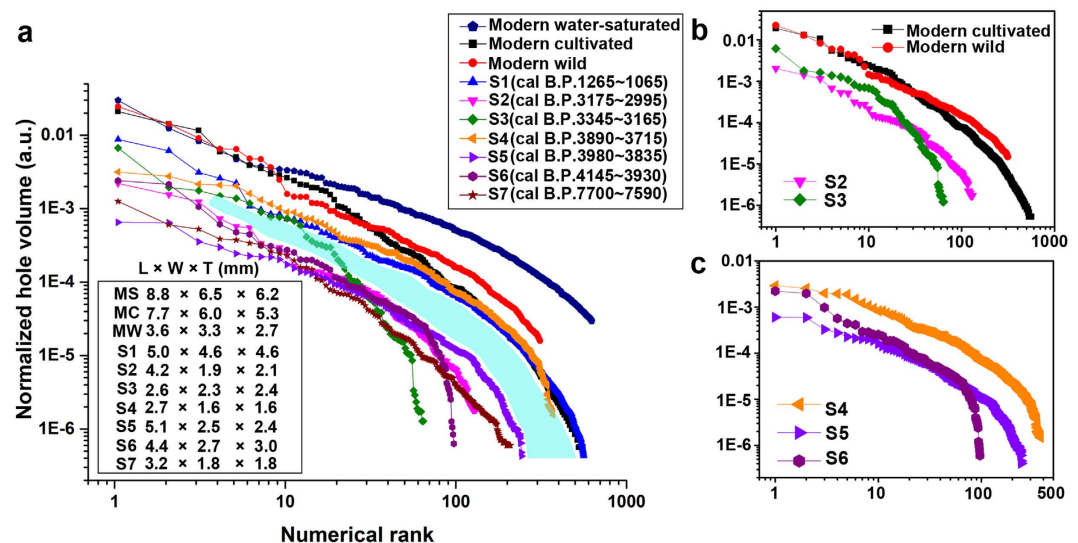 a
Normalized hole volume (a.u.)
0.01
1E-3
1E-4
1E-5
1E-6
1
10
100
1000
Numerical rank
Modern water-saturated
Modern cultivated
Modern wild
S1(cal B.P.1265~1065)
S2(cal B.P.3175~2995)
S3(cal B.P.3345~3165)
S4(cal B.P.3890~3715)
S5(cal B.P.3980~3835)
S6(cal B.P.4145~3930)
S7(cal B.P.7700~7590)
L × W × T (mm)
MS 8.8 × 6.5 × 6.2
MC 7.7 × 6.0 × 5.3
MW 3.6 × 3.3 × 2.7
S1 5.0 × 4.6 × 4.6
S2 4.2 × 1.9 × 2.1
S3 2.6 × 2.3 × 2.4
S4 2.7 × 1.6 × 1.6
S5 5.1 × 2.5 × 2.4
S6 4.4 × 2.7 × 3.0
S7 3.2 × 1.8 × 1.8
b
Modern cultivated
Modern wild
0.01
1E-3
1E-4
1E-5
1E-6
S2
S3
1
10
100
1000
c
0.01
1E-3
1E-4
1E-5
1E-6
S4
S5
S6
1
10
100
500